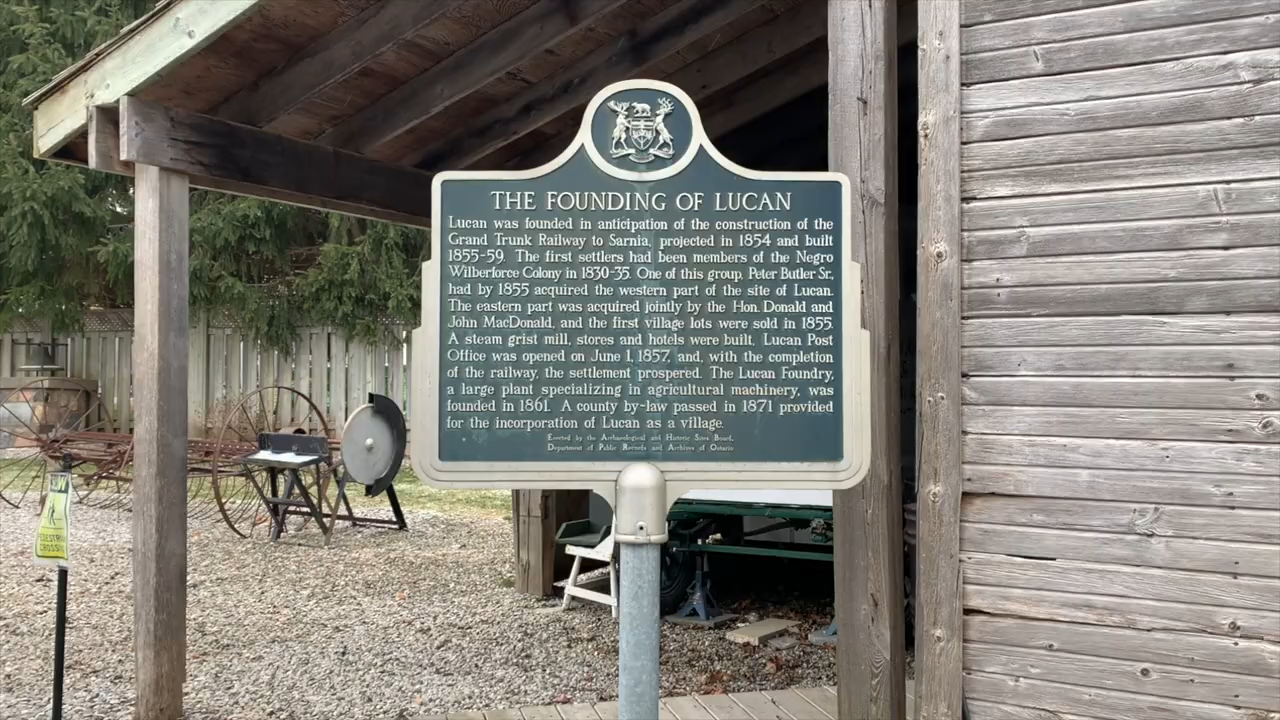 THE FOUNDING OF LUCAN
Lucan was founded in anticipation of the construction of the
Grand Trunk Railway to Sarnia, projected in 1854 and built
1855-59. The first settlers had been members of the Negro
Wilberforce Colony in 1830-35. One of this group, Peter Butler Sr.,
had by 1855 acquired the western part of the site of Lucan.
The eastern part was acquired jointly by the Hon. Donald and
John MacDonald, and the first village lots were sold in 1855.
A steam grist mill, stores and hotels were built, Lucan Post
Office was opened on June 1, 1857, and, with the completion
of the railway, the settlement prospered. The Lucan Foundry,
a large plant specializing in agricultural machinery, was
founded in 1861. A county by-law passed in 1871 provided
for the incorporation of Lucan as a village.
Erected by the Archaeological and Historic Sites Board,
Department of Public Records and Archives of Ontario